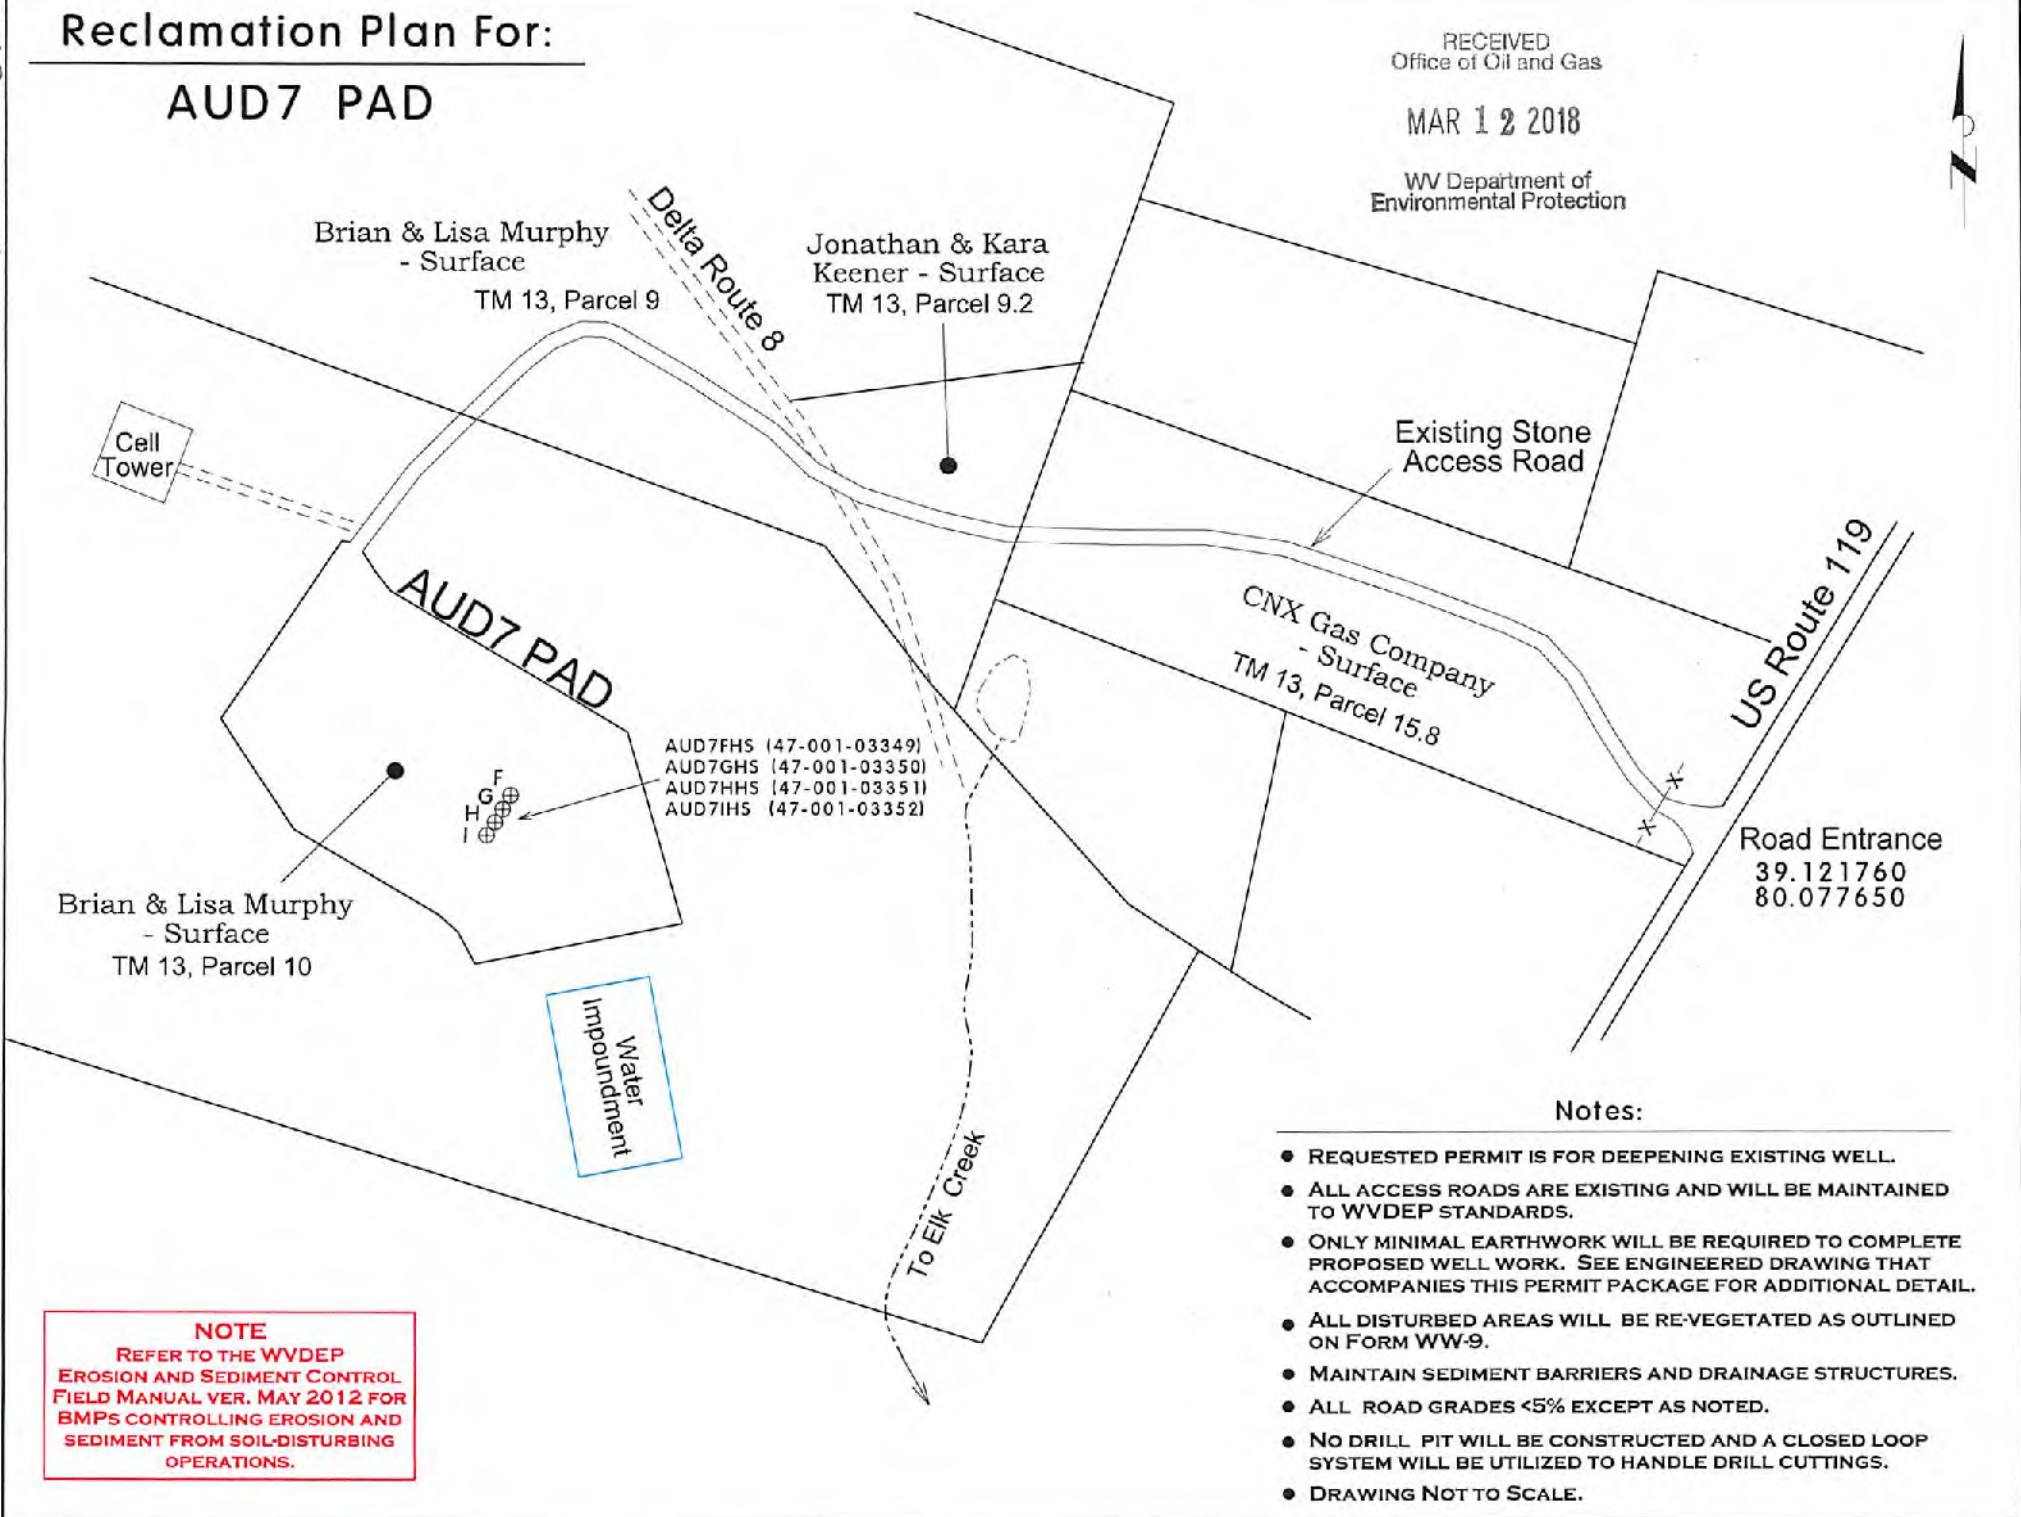 Reclamation Plan For:
AUD7 PAD
RECEIVED
Office of Oil and Gas
MAR 12 2018
WV Department of
Environmental Protection
N
Brian & Lisa Murphy
- Surface
TM 13, Parcel 9
Delta Route 8
Jonathan & Kara
Keener - Surface
TM 13, Parcel 9.2
Cell
Tower
Existing Stone
Access Road
US Route 119
AUD7 PAD
CNX Gas Company
- Surface
TM 13, Parcel 15.8
AUD7FHS (47-001-03349)
AUD7GHS (47-001-03350)
AUD7HHS (47-001-03351)
AUD7IHS (47-001-03352)
F
G
H
I
X
X
Road Entrance
39.121760
80.077650
Brian & Lisa Murphy
- Surface
TM 13, Parcel 10
Water
Impoundment
To Elk Creek
Notes:
• REQUESTED PERMIT IS FOR DEEPENING EXISTING WELL.
• ALL ACCESS ROADS ARE EXISTING AND WILL BE MAINTAINED
TO WVDEP STANDARDS.
• ONLY MINIMAL EARTHWORK WILL BE REQUIRED TO COMPLETE
PROPOSED WELL WORK. SEE ENGINEERED DRAWING THAT
ACCOMPANIES THIS PERMIT PACKAGE FOR ADDITIONAL DETAIL.
• ALL DISTURBED AREAS WILL BE RE-VEGETATED AS OUTLINED
ON FORM WW-9.
• MAINTAIN SEDIMENT BARRIERS AND DRAINAGE STRUCTURES.
• ALL ROAD GRADES <5% EXCEPT AS NOTED.
• NO DRILL PIT WILL BE CONSTRUCTED AND A CLOSED LOOP
SYSTEM WILL BE UTILIZED TO HANDLE DRILL CUTTINGS.
• DRAWING NOT TO SCALE.
NOTE
REFER TO THE WVDEP
EROSION AND SEDIMENT CONTROL
FIELD MANUAL VER. MAY 2012 FOR
BMPS CONTROLLING EROSION AND
SEDIMENT FROM SOIL-DISTURBING
OPERATIONS.